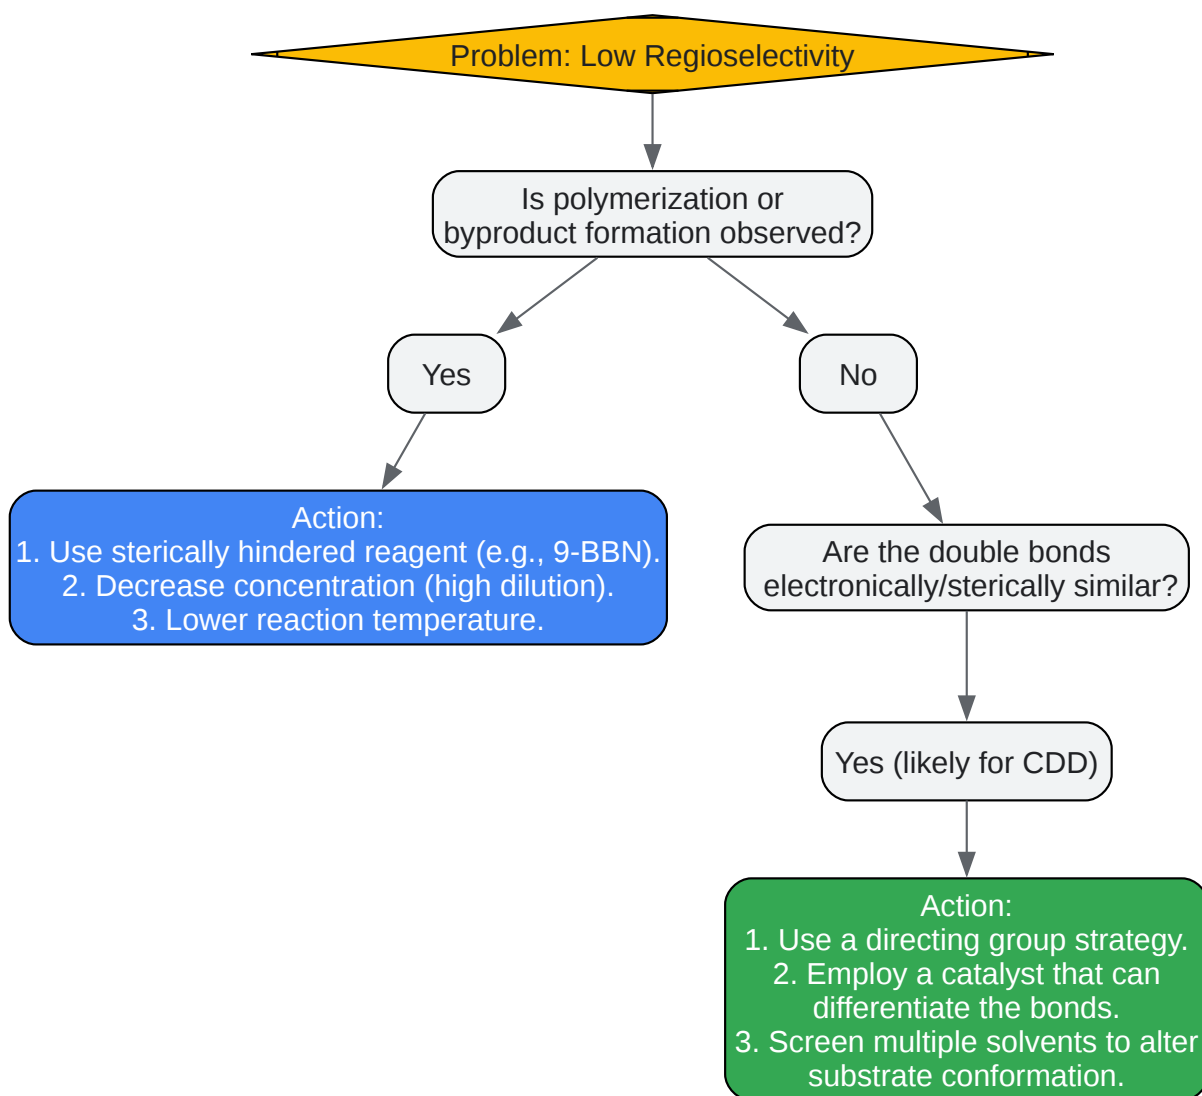 Problem: Low Regioselectivity
Is polymerization or
byproduct formation observed?
Yes
No
Action:
1. Use sterically hindered reagent (e.g., 9-BBN).
2. Decrease concentration (high dilution).
3. Lower reaction temperature.
Are the double bonds
electronically/sterically similar?
Yes (likely for CDD)
Action:
1. Use a directing group strategy.
2. Employ a catalyst that can
differentiate the bonds.
3. Screen multiple solvents to alter
substrate conformation.